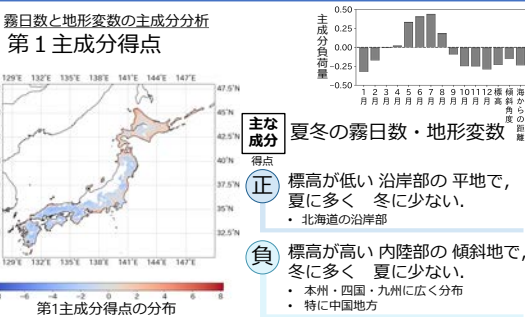 霧日数と地形変数の主成分分析
第１主成分得点
129°E 132°E 135°E 138°E 141°E 144°E 147°E
47.5°N
45°N
42.5°N
40°N
37.5°N
35°N
32.5°N
129°E 132°E 135°E 138°E 141°E 144°E 147°E
-6 -4 -2 0 2 4 6 8
第1主成分得点の分布
主成分負荷量
0.50
0.25
0.00
-0.25
-0.50
1月 2月 3月 4月 5月 6月 7月 8月 9月 10月 11月 12月 標高 傾斜角度 海からの距離
主な
成分
夏冬の霧日数・地形変数
得点
正
標高が低い 沿岸部の 平地で，
夏に多く 冬に少ない．
• 北海道の沿岸部
負
標高が高い 内陸部の 傾斜地で，
冬に多く 夏に少ない．
• 本州・四国・九州に広く分布
• 特に中国地方